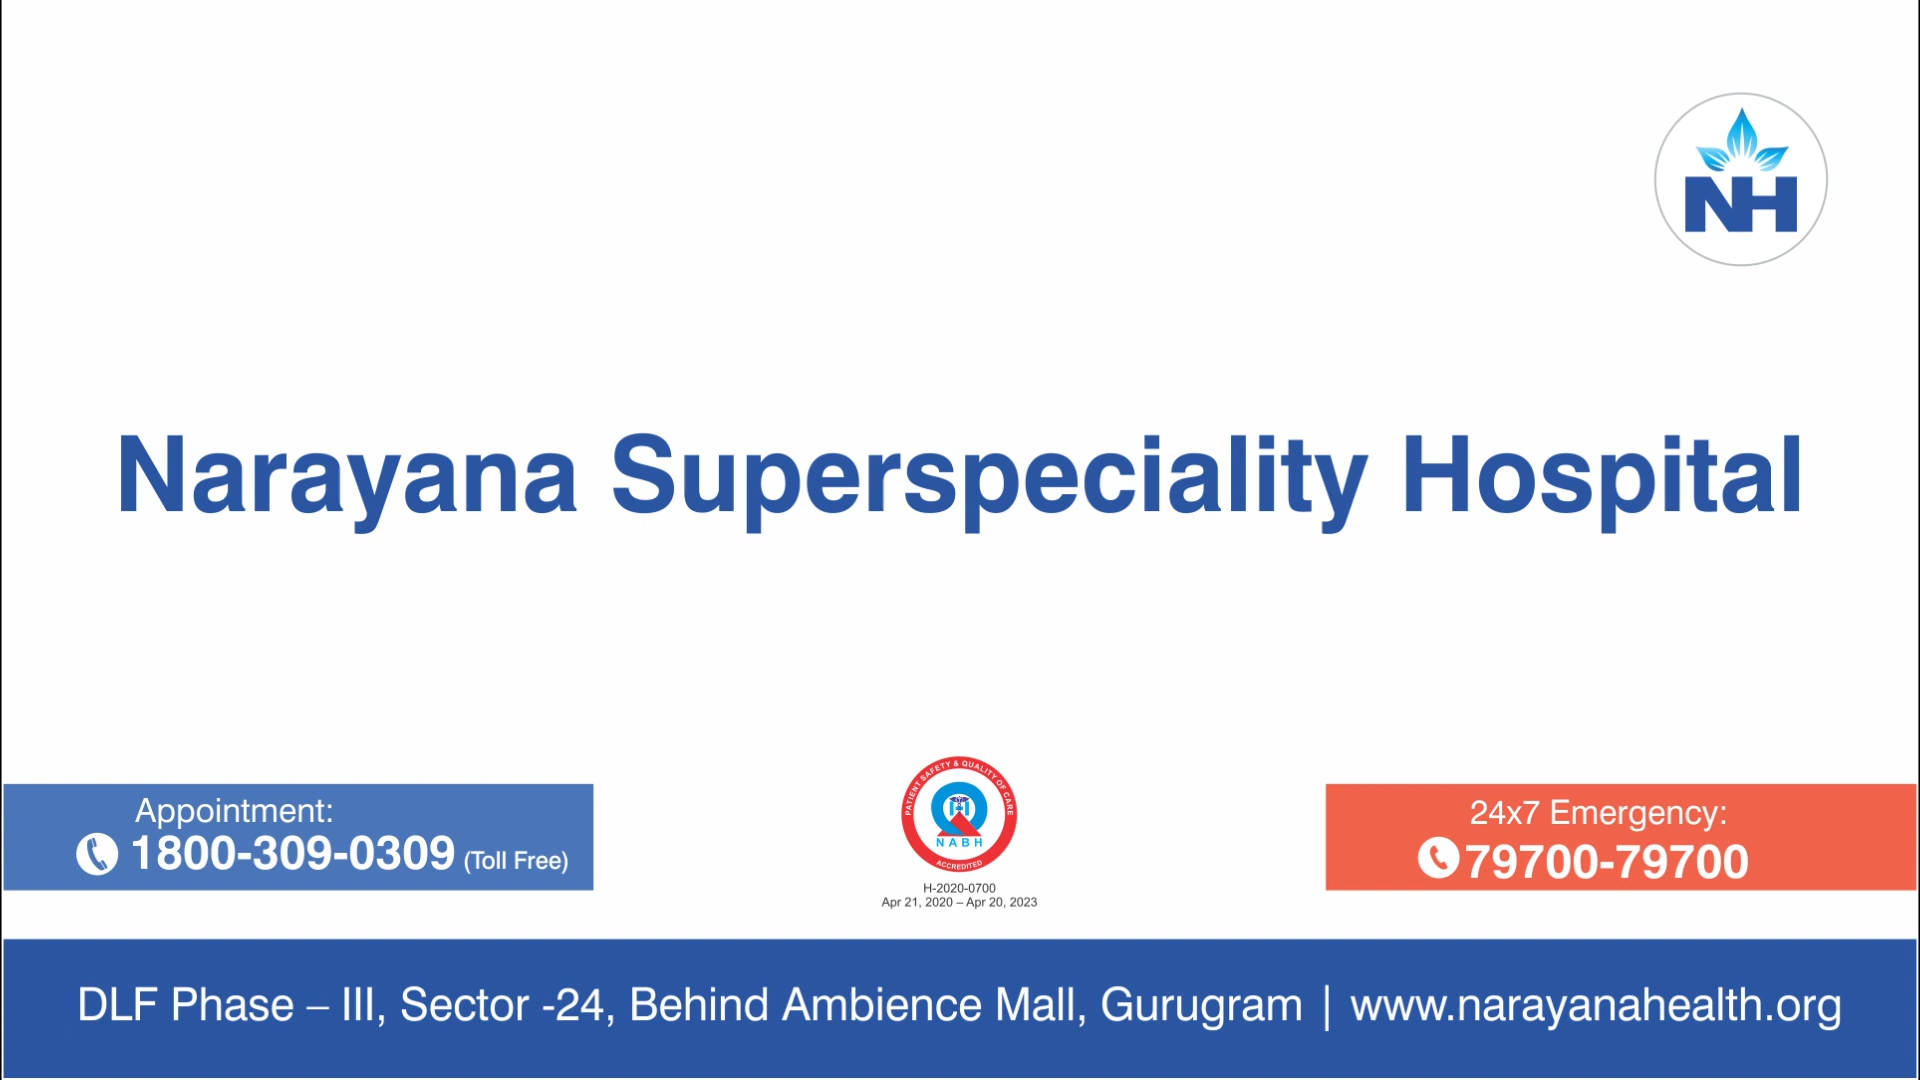 NH
Narayana Superspeciality Hospital
Appointment:
1800-309-0309 (Toll Free)
PATIENT SAFETY & QUALITY OF CARE
H
NABH
ACCREDITED
H-2020-0700
Apr 21, 2020 – Apr 20, 2023
24x7 Emergency:
79700-79700
DLF Phase – III, Sector -24, Behind Ambience Mall, Gurugram | www.narayanahealth.org